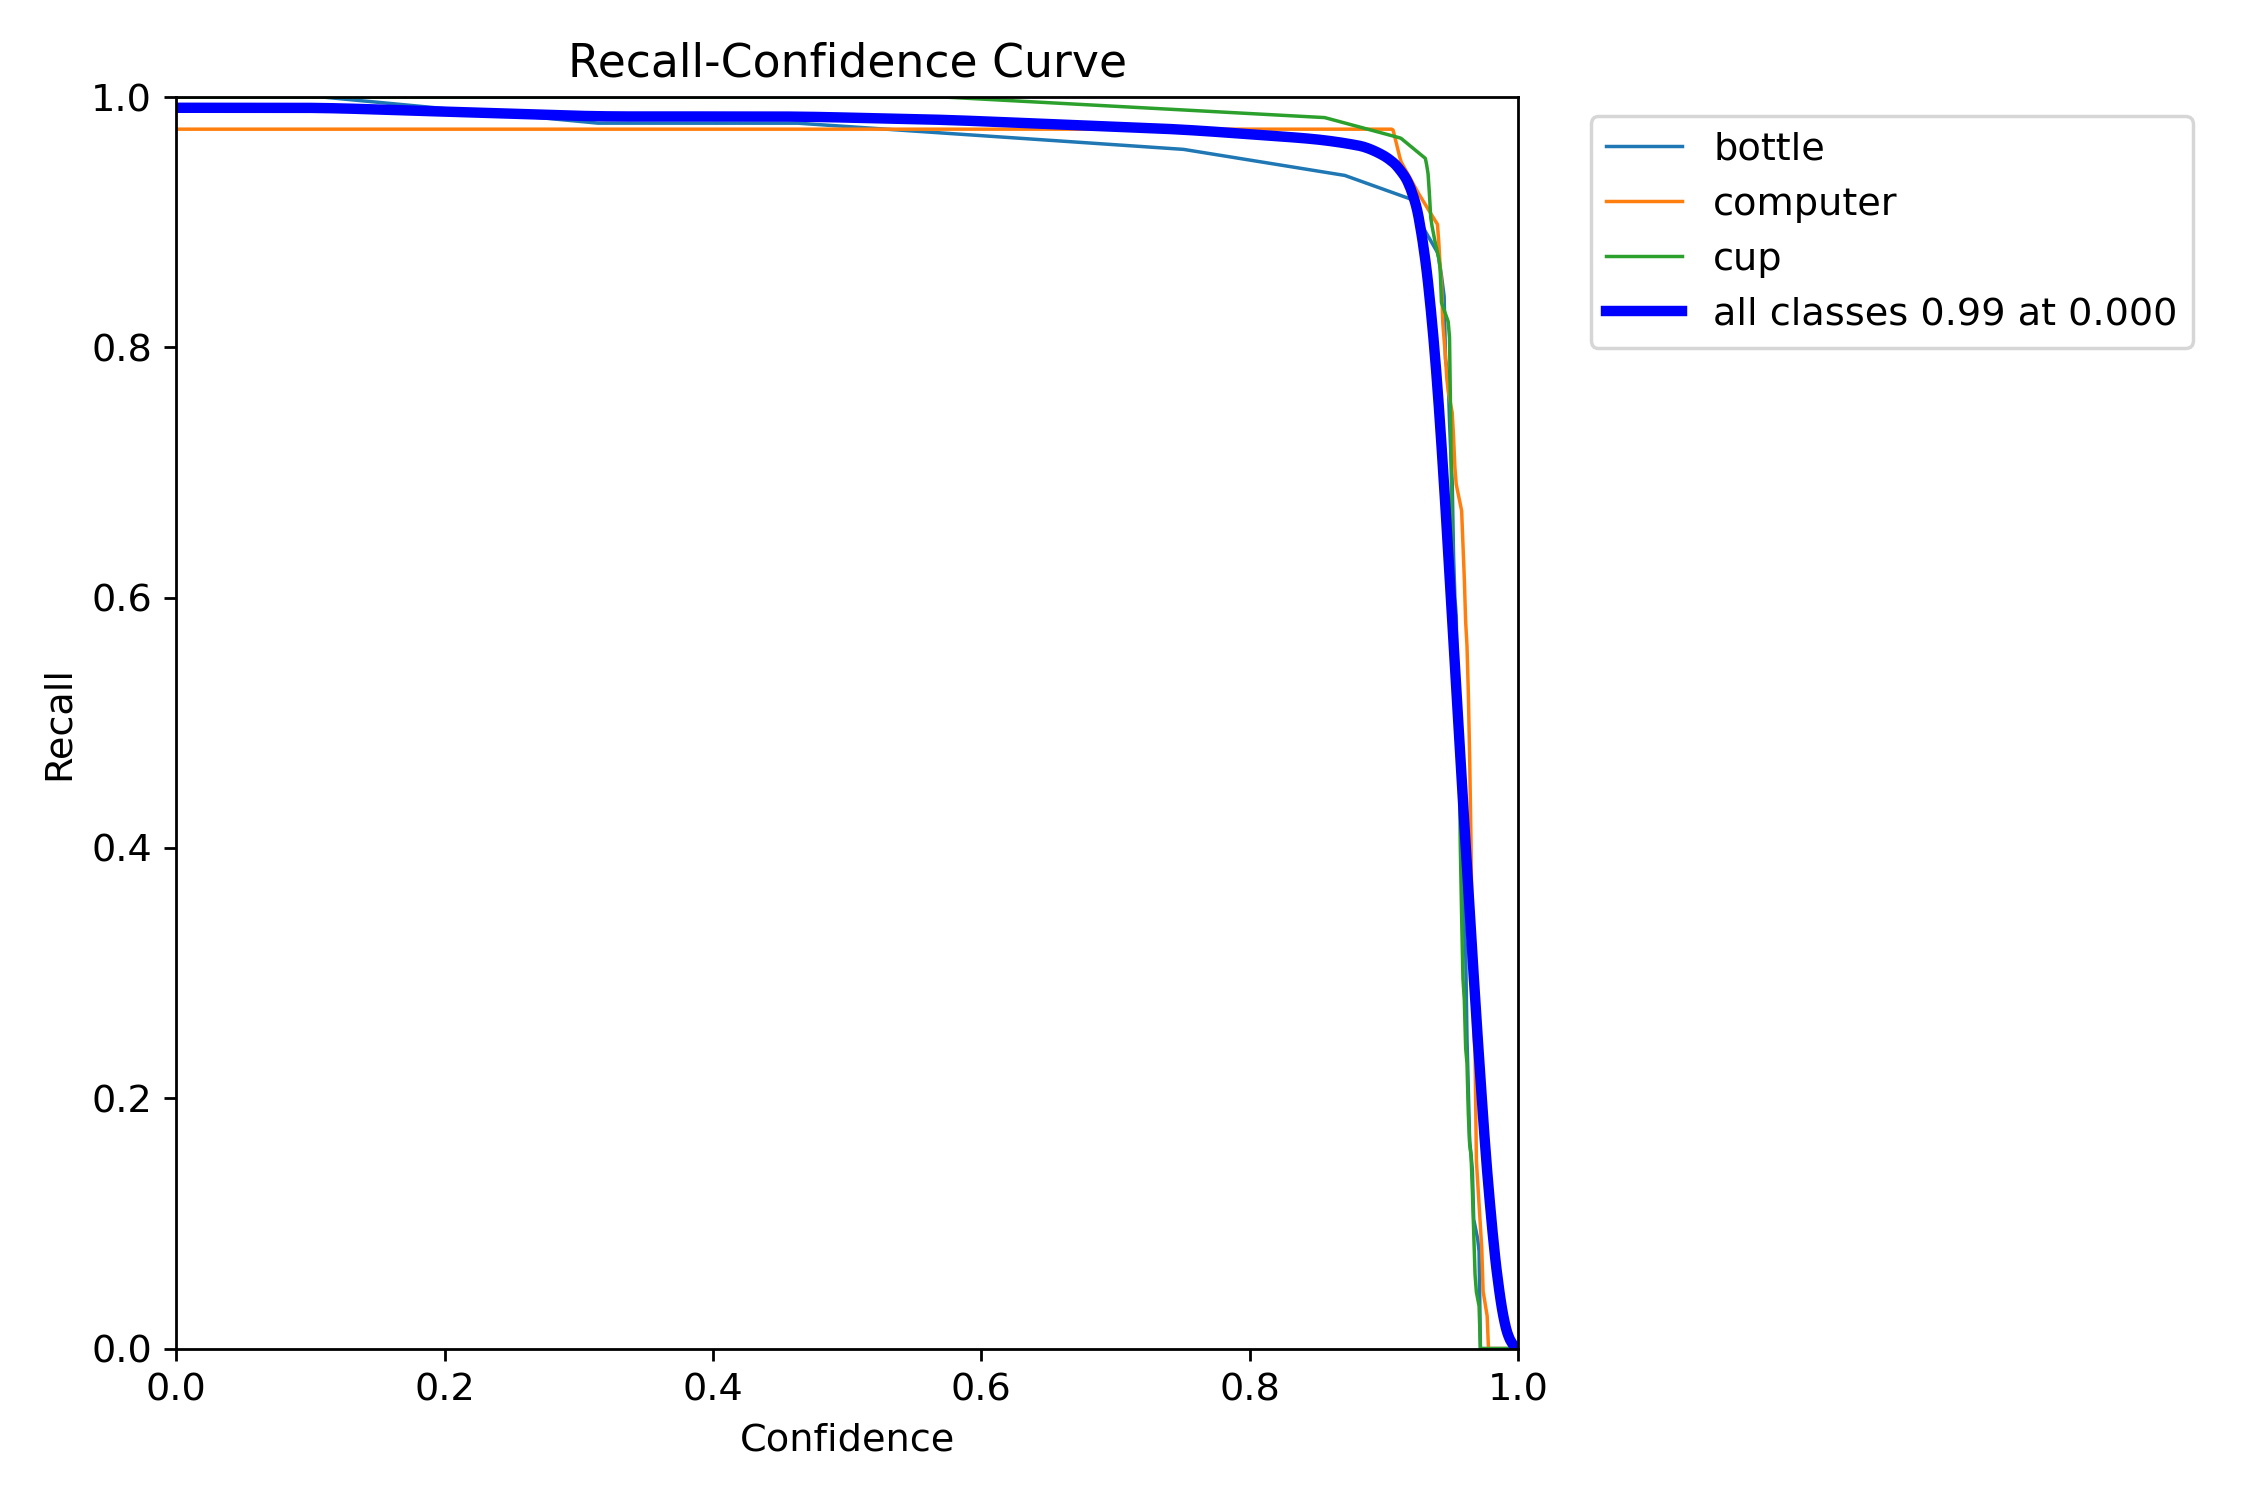 Recall-Confidence Curve
1.0
0.8
0.6
0.4
0.2
0.0
Recall
0.0 0.2 0.4 0.6 0.8 1.0
Confidence
bottle
computer
cup
all classes 0.99 at 0.000